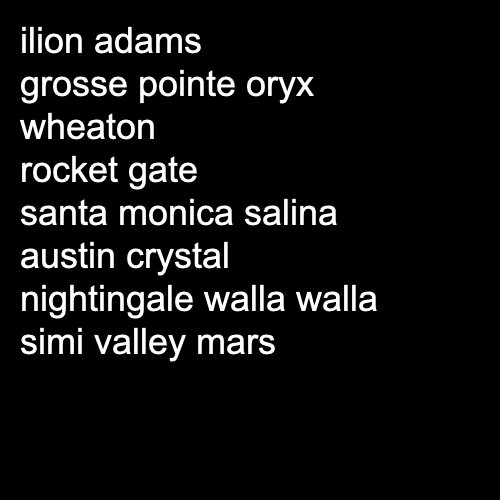 ilion adams
grosse pointe oryx
wheaton
rocket gate
santa monica salina
austin crystal
nightingale walla walla
simi valley mars